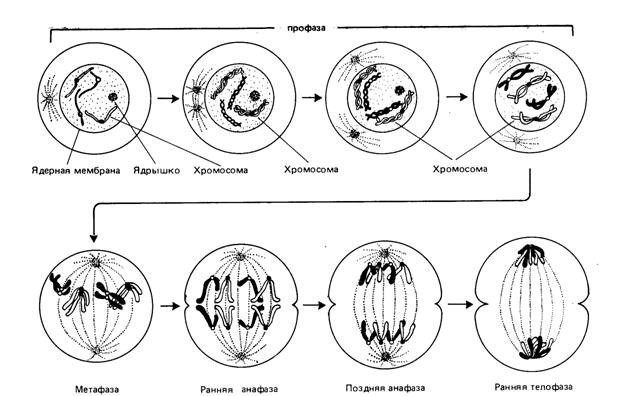 профаза
Ядерная мембрана Ядрышко Хромосома Хромосома Хромосома
Метафаза Ранняя анафаза Поздняя анафаза Ранняя телофаза